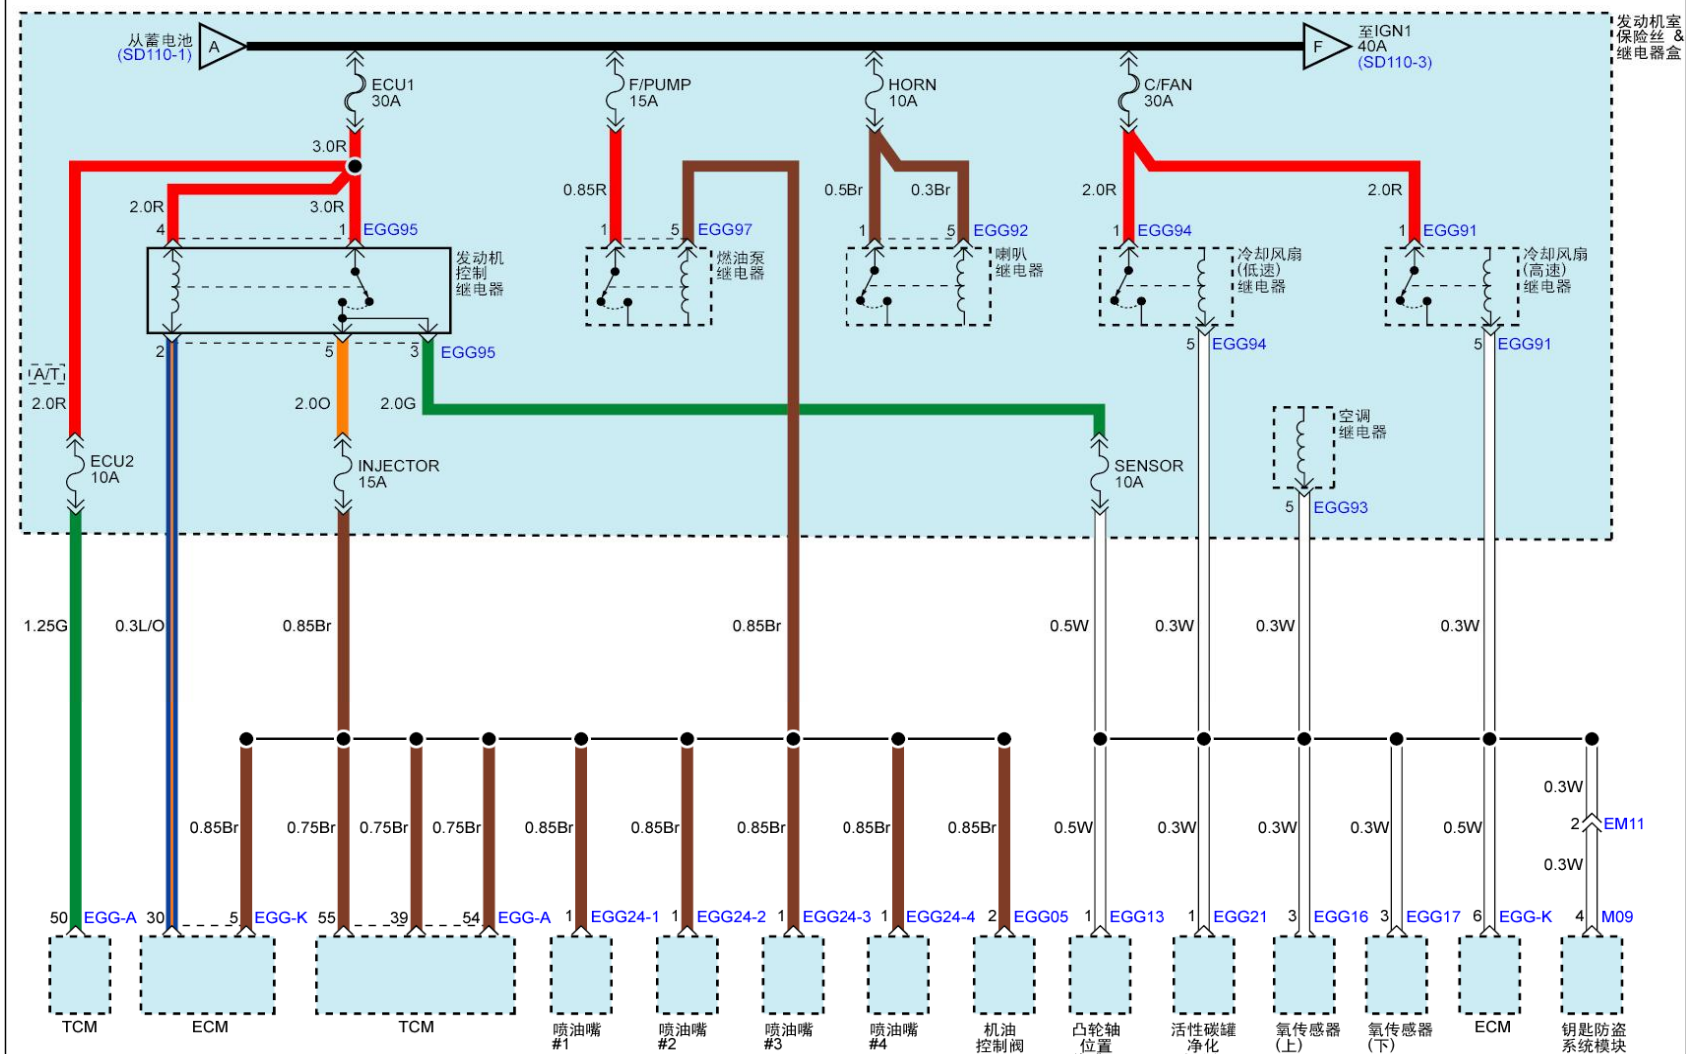 从蓄电池
(SD110-1)
A
F
至IGN1
40A
(SD110-3)
发动机室
保险丝 &
继电器盒
ECU1
30A
F/PUMP
15A
HORN
10A
C/FAN
30A
3.0R
2.0R
3.0R
0.85R
0.5Br
0.3Br
2.0R
2.0R
4
1
EGG95
1
5
EGG97
1
5
EGG92
1
EGG94
1
EGG91
发动机
控制
继电器
燃油泵
继电器
喇叭
继电器
冷却风扇
(低速)
继电器
冷却风扇
(高速)
继电器
2
5
3
EGG95
5
EGG94
5
EGG91
A/T
2.0R
2.0O
2.0G
空调
继电器
ECU2
10A
INJECTOR
15A
SENSOR
10A
5
EGG93
1.25G
0.3L/O
0.85Br
0.85Br
0.5W
0.3W
0.3W
0.3W
0.3W
0.85Br
0.75Br
0.75Br
0.75Br
0.85Br
0.85Br
0.85Br
0.85Br
0.85Br
0.5W
0.3W
0.3W
0.3W
0.5W
2
EM11
0.3W
50
EGG-A
30
5
EGG-K
55
39
54
EGG-A
1
EGG24-1
1
EGG24-2
1
EGG24-3
1
EGG24-4
2
EGG05
1
EGG13
1
EGG21
3
EGG16
3
EGG17
6
EGG-K
4
M09
TCM
ECM
TCM
喷油嘴
#1
喷油嘴
#2
喷油嘴
#3
喷油嘴
#4
机油
控制阀
凸轮轴
位置
活性碳罐
净化
氧传感器
(上)
氧传感器
(下)
ECM
钥匙防盗
系统模块